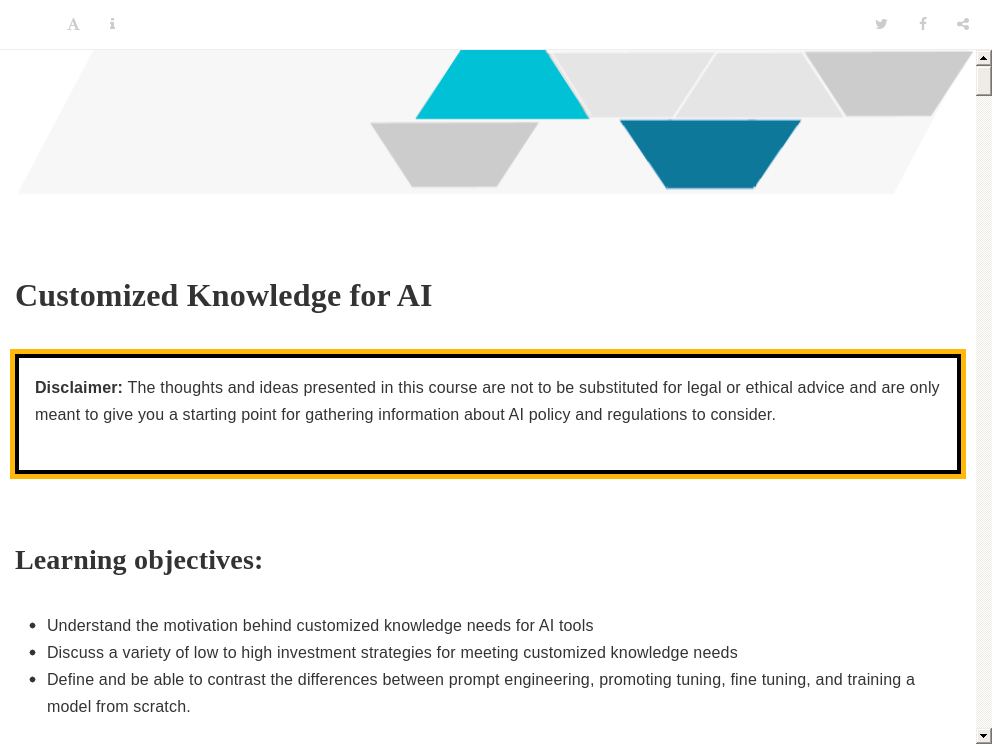 Customized Knowledge for AI
Disclaimer: The thoughts and ideas presented in this course are not to be substituted for legal or ethical advice and are only
meant to give you a starting point for gathering information about AI policy and regulations to consider.
Learning objectives:
Understand the motivation behind customized knowledge needs for AI tools
Discuss a variety of low to high investment strategies for meeting customized knowledge needs
Define and be able to contrast the differences between prompt engineering, promoting tuning, fine tuning, and training a
model from scratch.